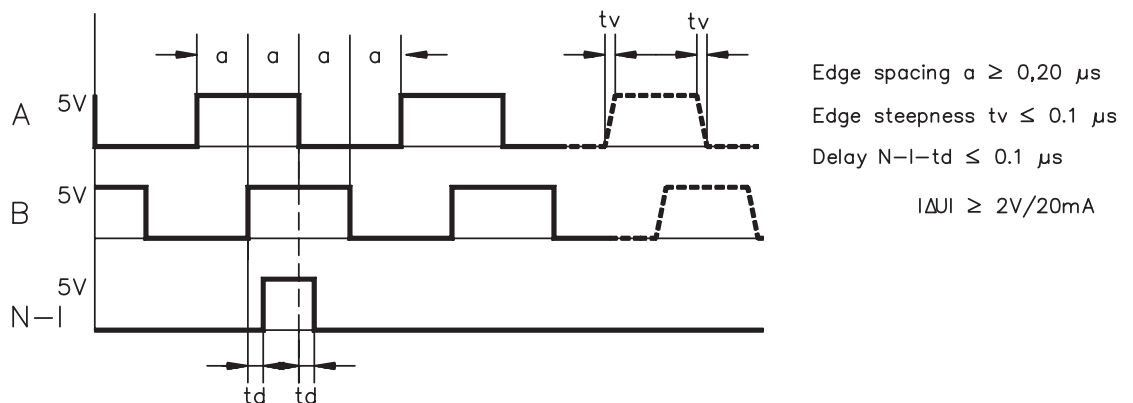 tv tv
a a a a
5V
A
5V
B
5V
N-I
td td
Edge spacing a ≥ 0,20 µs
Edge steepness tv ≤ 0.1 µs
Delay N-I-td ≤ 0.1 µs
IΔUI ≥ 2V/20mA